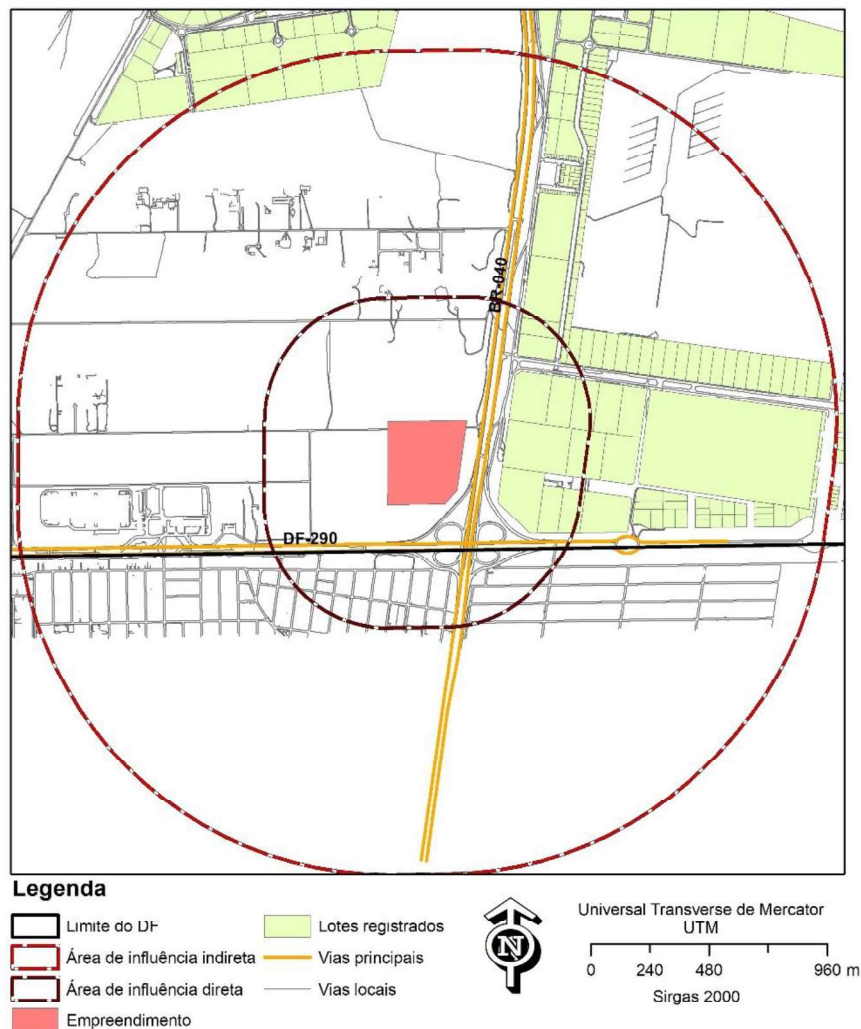 BR-040
DF-290
Legenda
Limite do DF
Área de influência indireta
Área de influência direta
Empreendimento
Lotes registrados
Vias principais
Vias locais
N
Universal Transverse de Mercator
UTM
0 240 480 960 m
Sirgas 2000